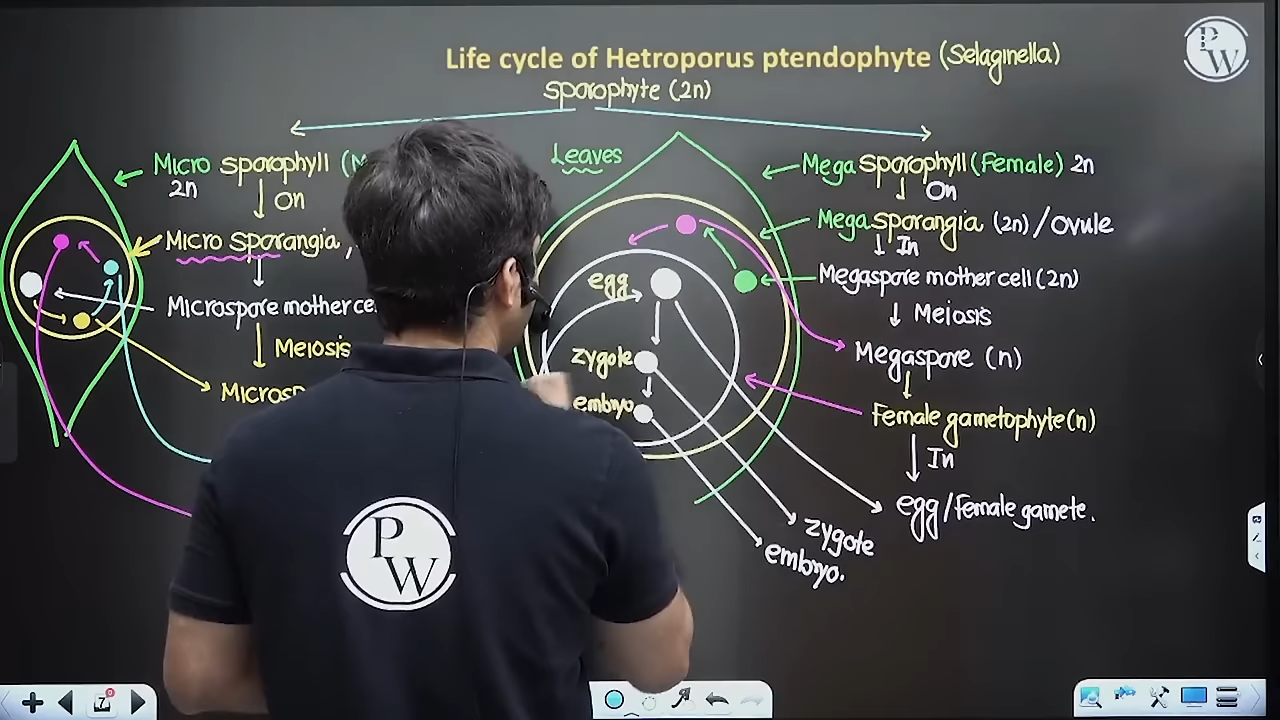 Life cycle of Hetroporus ptendophyte (Selaginella)
PW
sporophyte (2n)
Micro sporophyll
2n
On
Micro sporangia,
Microspore mother
Meiosis
Leaves
egg
zygote
embryo
Mega sporophyll (Female) 2n
On
Mega sporangia (2n) / Ovule
In
Megaspore mother cell (2n)
Meiosis
Megaspore (n)
Female gametophyte (n)
In
egg / Female gamete.
zygote
embryo.
PW
7